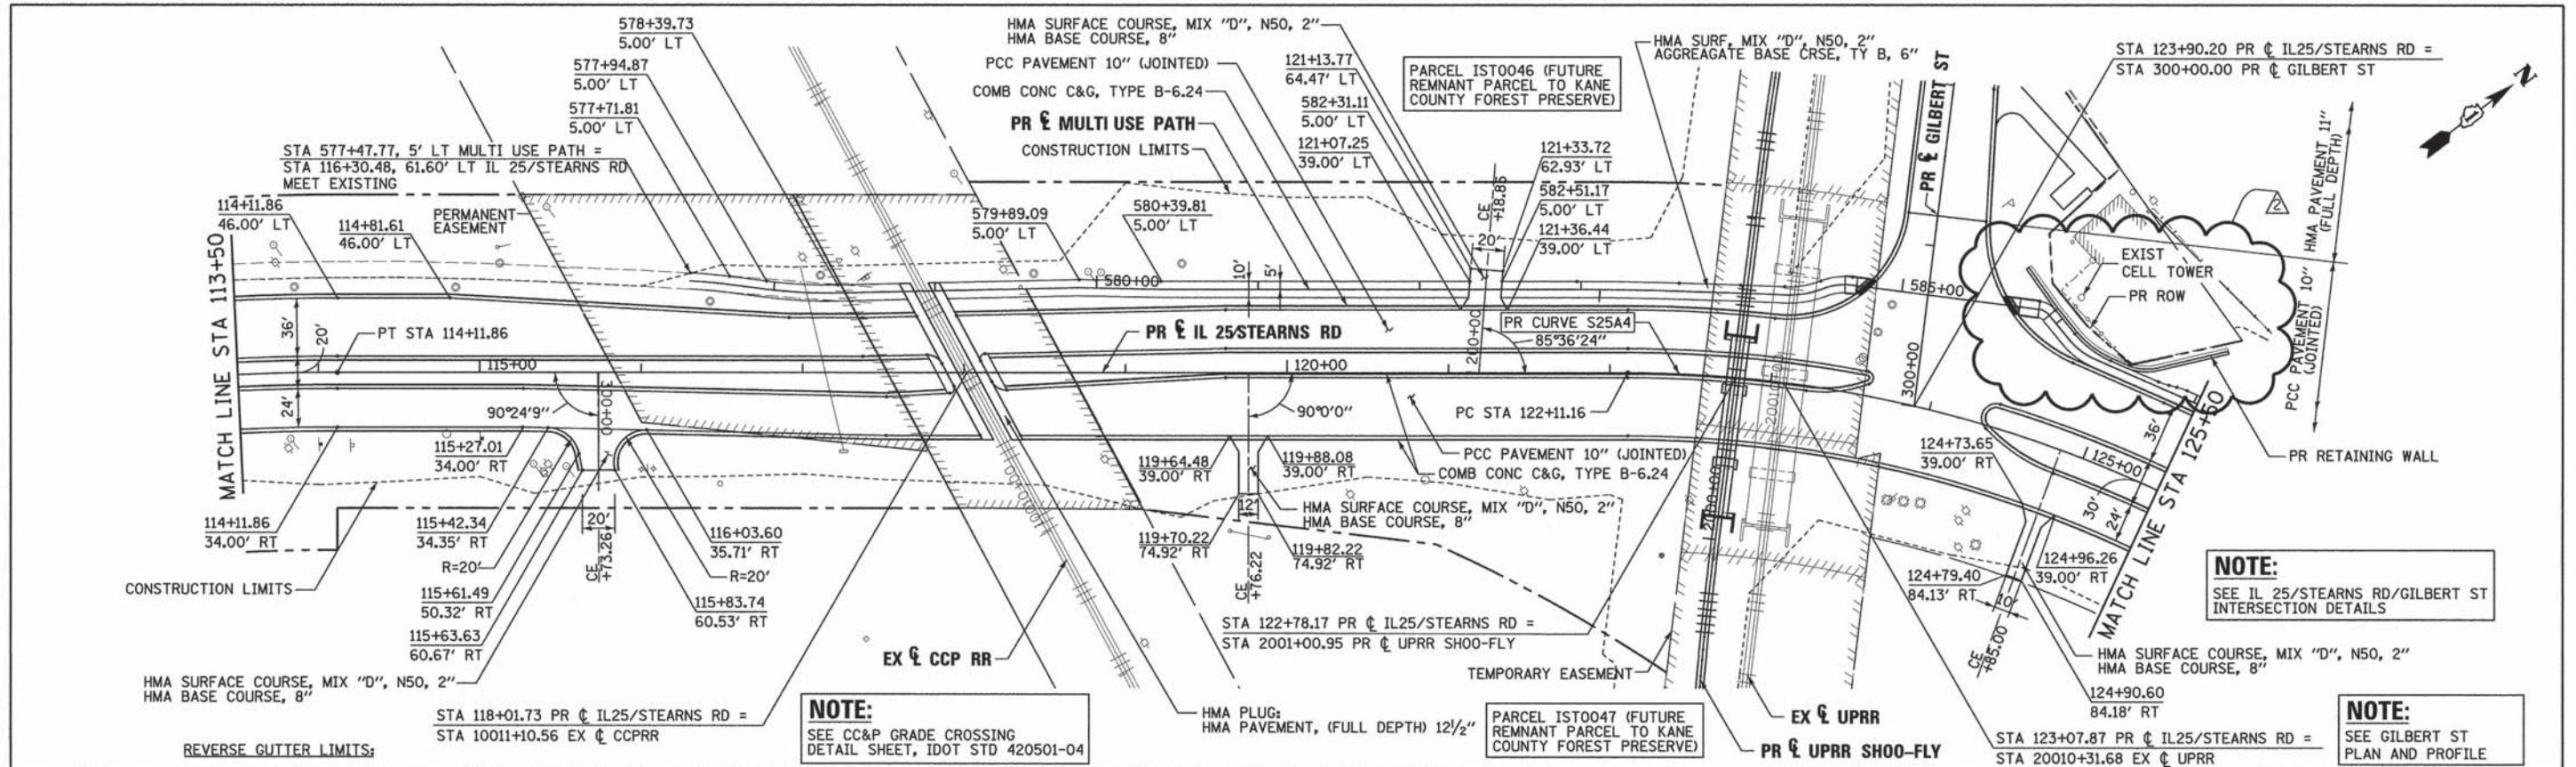 578+39.73
5.00' LT
577+94.87
5.00' LT
577+71.81
5.00' LT
STA 577+47.77, 5' LT MULTI USE PATH =
STA 116+30.48, 61.60' LT IL 25/STEARNS RD
MEET EXISTING
HMA SURFACE COURSE, MIX "D", N50, 2"
HMA BASE COURSE, 8"
PCC PAVEMENT 10" (JOINTED)
COMB CONC C&G, TYPE B-6.24
PR ℄ MULTI USE PATH
CONSTRUCTION LIMITS
121+13.77
64.47' LT
582+31.11
5.00' LT
121+07.25
39.00' LT
PARCEL IST0046 (FUTURE
REMNANT PARCEL TO KANE
COUNTY FOREST PRESERVE)
HMA SURF, MIX "D", N50, 2"
AGGREAGATE BASE CRSE, TY B, 6"
STA 123+90.20 PR ℄ IL25/STEARNS RD =
STA 300+00.00 PR ℄ GILBERT ST
N
1
PR ℄ GILBERT ST
HMA PAVEMENT 11"
(FULL DEPTH)
2
114+11.86
46.00' LT
114+81.61
46.00' LT
PERMANENT
EASEMENT
579+89.09
5.00' LT
580+39.81
5.00' LT
CE
+18.85
20'
121+33.72
62.93' LT
582+51.17
5.00' LT
121+36.44
39.00' LT
EXIST
CELL TOWER
PR ROW
MATCH LINE STA 113+50
36'
20'
24'
PT STA 114+11.86
580+00
10'
5'
PR ℄ IL 25/STEARNS RD
200+00
PR CURVE S25A4
85°36'24"
585+00
300+00
PCC PAVEMENT 10"
(JOINTED)
115+00
120+00
90°24'9"
300+00
90°0'0"
PC STA 122+11.16
36'
125+00
30'
24'
MATCH LINE STA 125+50
PR RETAINING WALL
115+27.01
34.00' RT
119+64.48
39.00' RT
119+88.08
39.00' RT
PCC PAVEMENT 10" (JOINTED)
COMB CONC C&G, TYPE B-6.24
124+73.65
39.00' RT
114+11.86
34.00' RT
115+42.34
34.35' RT
20'
CE
+73.26
116+03.60
35.71' RT
R=20'
R=20'
12'
HMA SURFACE COURSE, MIX "D", N50, 2"
HMA BASE COURSE, 8"
119+70.22
74.92' RT
119+82.22
74.92' RT
CE
+76.22
124+96.26
39.00' RT
124+79.40
84.13' RT
10'
CE
+85.00
NOTE:
SEE IL 25/STEARNS RD/GILBERT ST
INTERSECTION DETAILS
CONSTRUCTION LIMITS
115+61.49
50.32' RT
115+83.74
60.53' RT
115+63.63
60.67' RT
STA 122+78.17 PR ℄ IL25/STEARNS RD =
STA 2001+00.95 PR ℄ UPRR SHOO-FLY
TEMPORARY EASEMENT
EX ℄ CCP RR
HMA SURFACE COURSE, MIX "D", N50, 2"
HMA BASE COURSE, 8"
HMA SURFACE COURSE, MIX "D", N50, 2"
HMA BASE COURSE, 8"
124+90.60
84.18' RT
STA 118+01.73 PR ℄ IL25/STEARNS RD =
STA 10011+10.56 EX ℄ CCPRR
NOTE:
SEE CC&P GRADE CROSSING
DETAIL SHEET, IDOT STD 420501-04
HMA PLUG:
HMA PAVEMENT, (FULL DEPTH) 12½"
PARCEL IST0047 (FUTURE
REMNANT PARCEL TO KANE
COUNTY FOREST PRESERVE)
EX ℄ UPRR
PR ℄ UPRR SHOO-FLY
STA 123+07.87 PR ℄ IL25/STEARNS RD =
STA 20010+31.68 EX ℄ UPRR
NOTE:
SEE GILBERT ST
PLAN AND PROFILE
REVERSE GUTTER LIMITS: